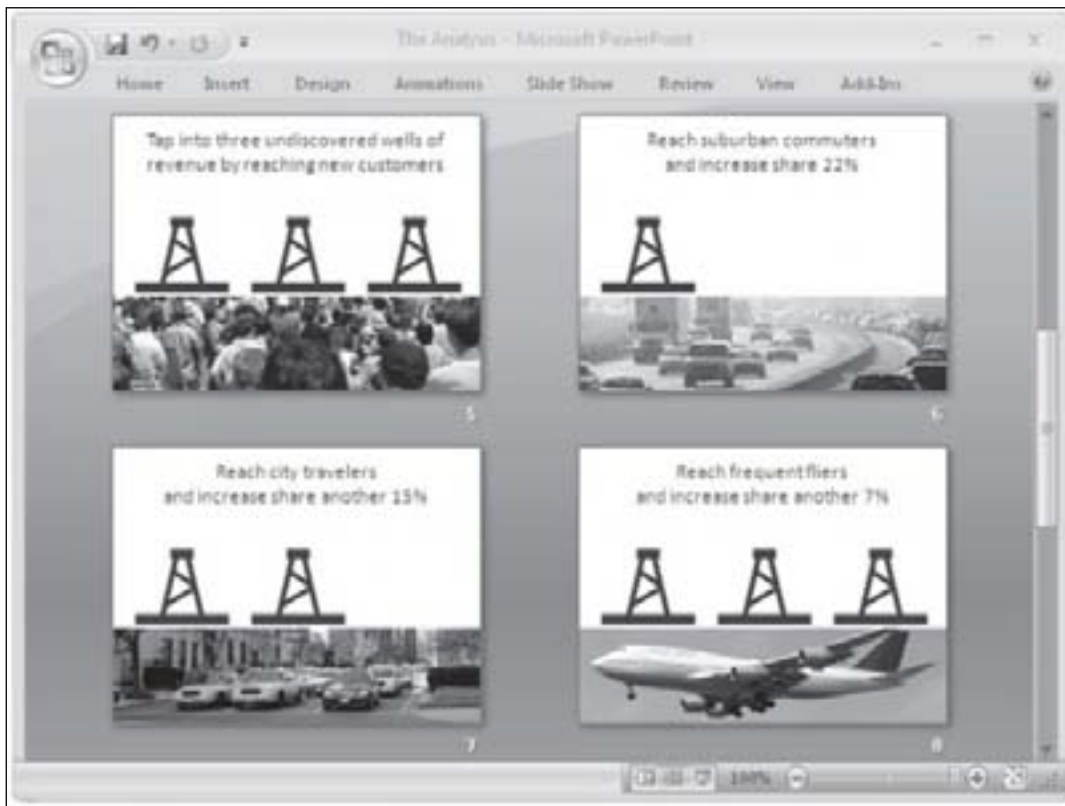 The Analysis - Microsoft PowerPoint
Home Insert Design Animations Slide Show Review View Add-Ins
Tap into three undiscovered wells of
revenue by reaching new customers
5
Reach suburban commuters
and increase share 22%
6
Reach city travelers
and increase share another 15%
7
Reach frequent fliers
and increase share another 7%
8
100%